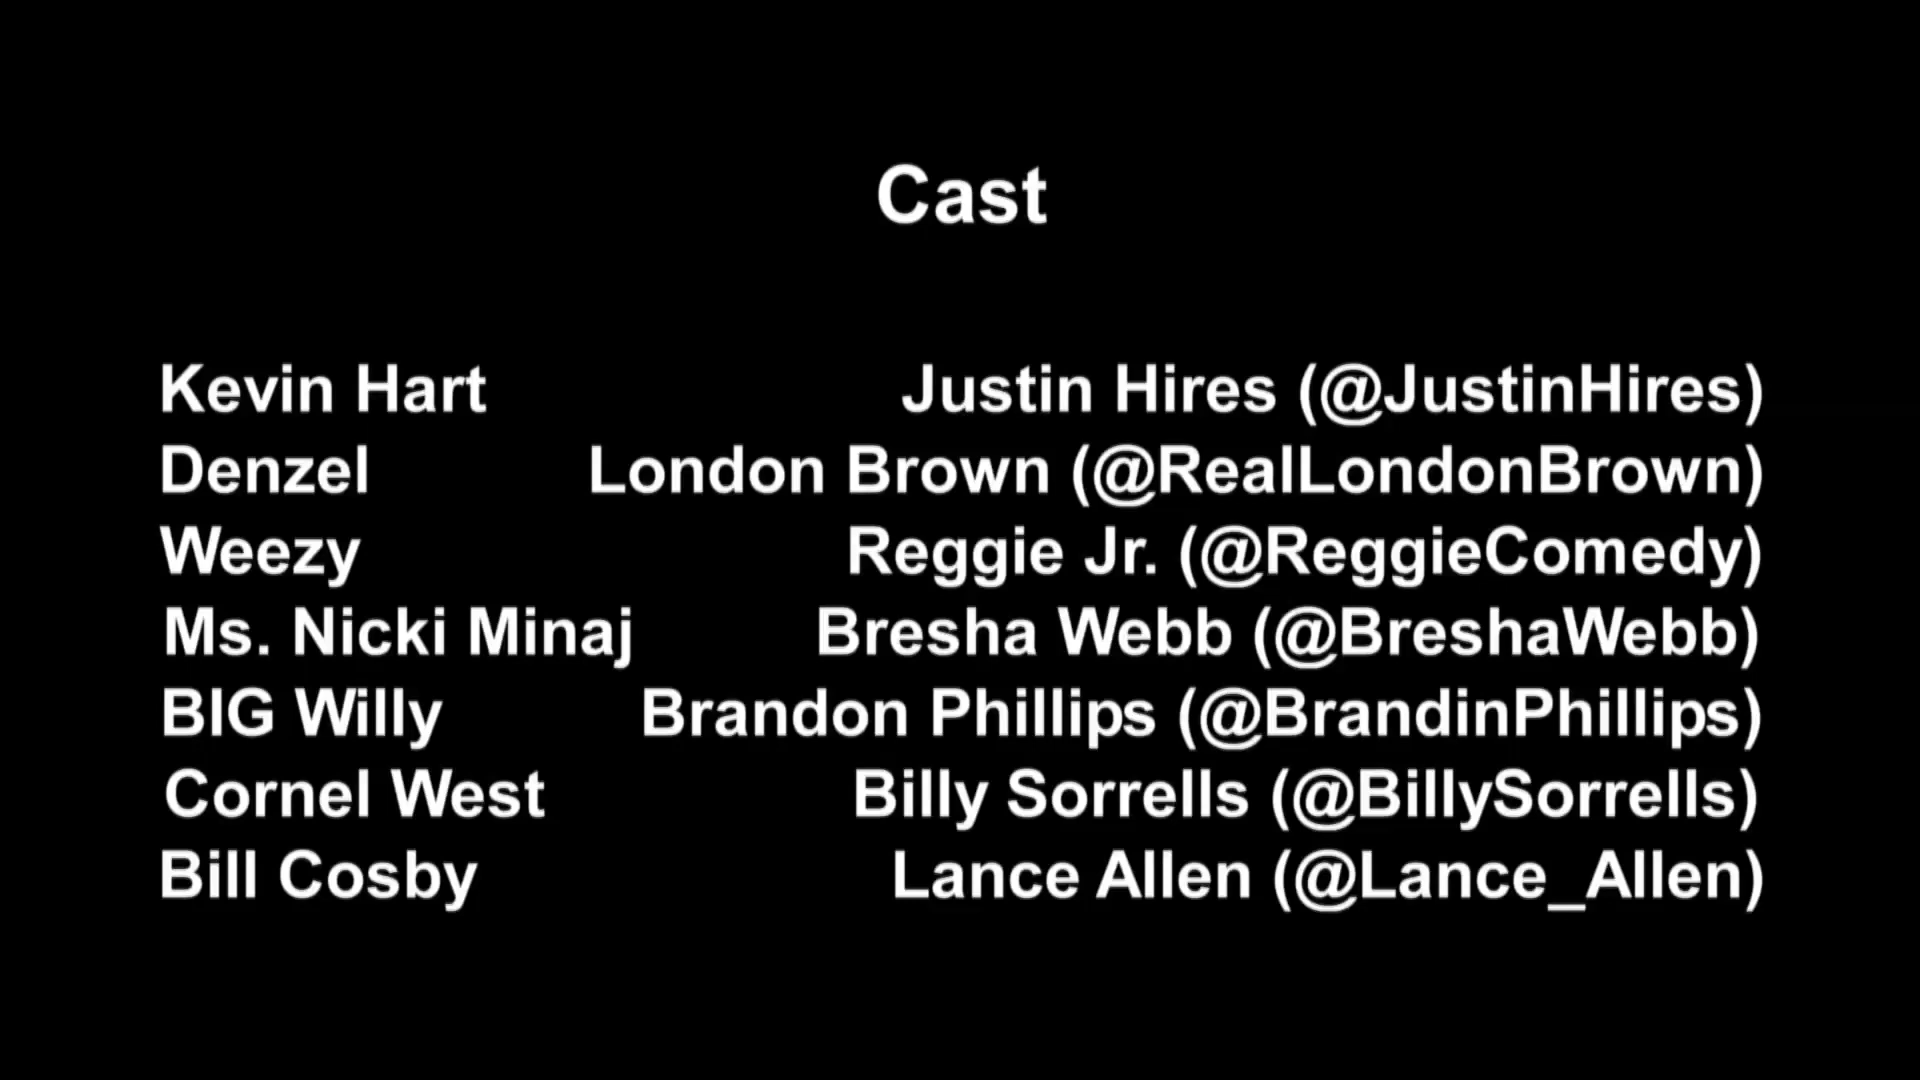 Cast
Kevin Hart Justin Hires (@JustinHires)
Denzel London Brown (@RealLondonBrown)
Weezy Reggie Jr. (@ReggieComedy)
Ms. Nicki Minaj Bresha Webb (@BreshaWebb)
BIG Willy Brandon Phillips (@BrandinPhillips)
Cornel West Billy Sorrells (@BillySorrells)
Bill Cosby Lance Allen (@Lance_Allen)